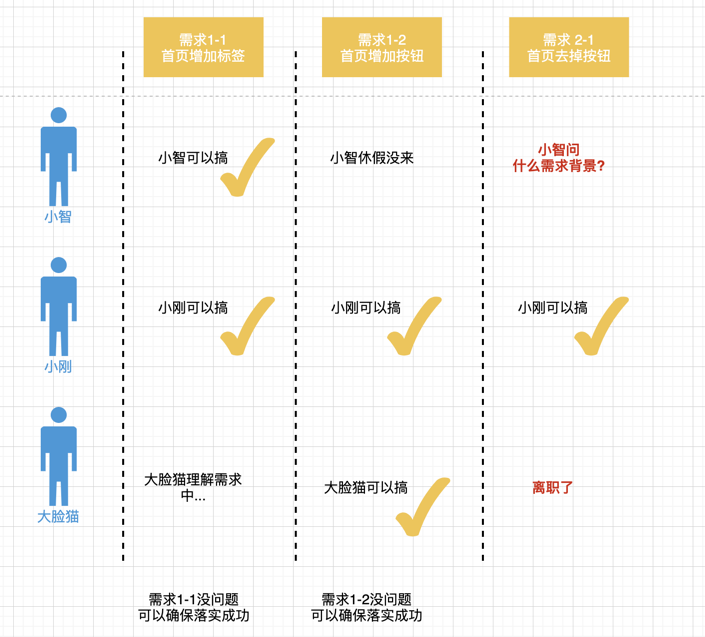 需求1-1
首页增加标签
需求1-2
首页增加按钮
需求 2-1
首页去掉按钮
小智可以搞
小智休假没来
小智问
什么需求背景?
小智
小刚可以搞
小刚可以搞
小刚可以搞
小刚
大脸猫理解需求
中...
大脸猫可以搞
离职了
大脸猫
需求1-1没问题
可以确保落实成功
需求1-2没问题
可以确保落实成功